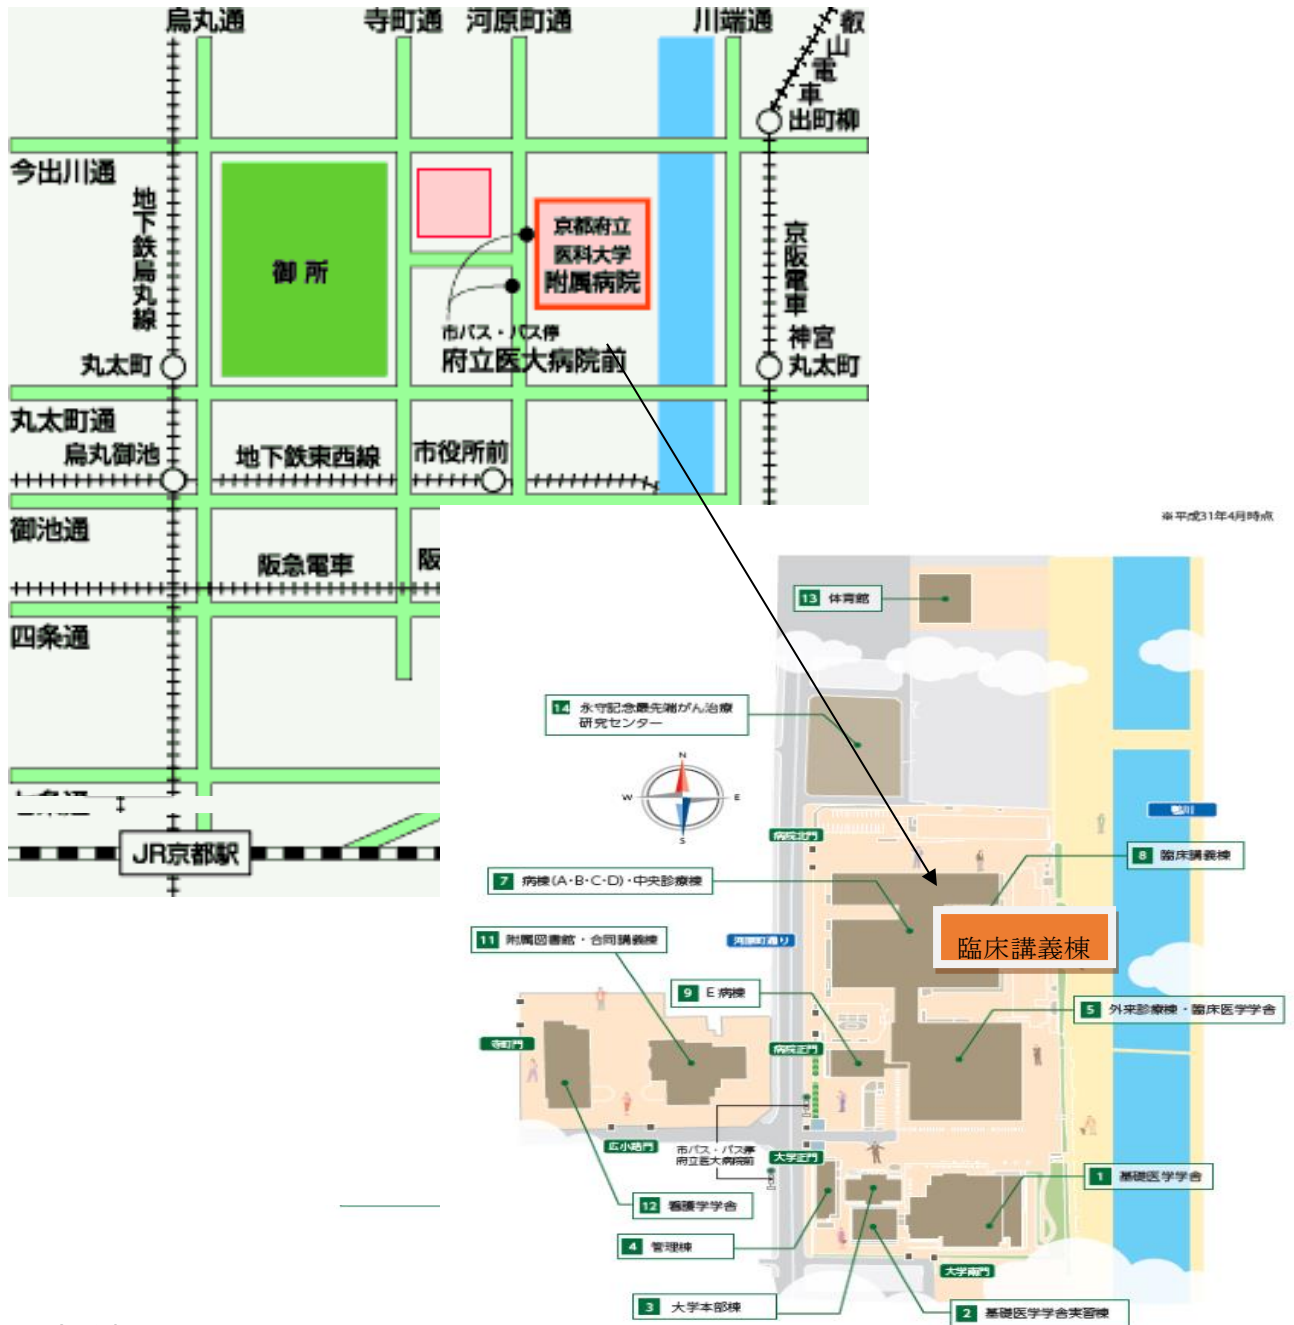 烏丸通
寺町通
河原町通
川端通
叡山電車
出町柳
今出川通
地下鉄烏丸線
御所
京都府立
医科大学
附属病院
京阪電車
市バス・バス停
府立医大病院前
神宮
丸太町
丸太町
丸太町通
烏丸御池
地下鉄東西線
市役所前
御池通
阪急電車
阪
四条通
JR京都駅
※平成31年4月時点
13 体育館
14 永守記念最先端がん治療
研究センター
N
W
E
S
鴨川
病院北門
8 臨床講義棟
7 病棟(A・B・C・D)・中央診療棟
臨床講義棟
11 附属図書館・合同講義棟
河原町通り
9 E病棟
5 外来診療棟・臨床医学学舎
寺町門
病院正門
広小路門
市バス・バス停
府立医大病院前
大学正門
1 基礎医学学舎
12 看護学学舎
4 管理棟
大学南門
3 大学本部棟
2 基礎医学学舎実習棟